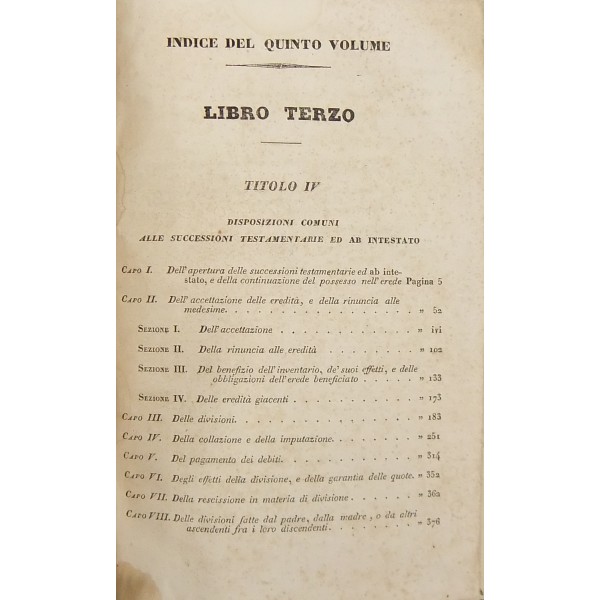 INDICE DEL QUINTO VOLUME
LIBRO TERZO
TITOLO IV
DISPOSIZIONI COMUNI
ALLE SUCCESSIONI TESTAMENTARIE ED AB INTESTATO
CAPO I. Dell'apertura delle successioni testamentarie ed ab inte-
stato, e della continuazione del possesso nell'erede Pagina 5
CAPO II. Dell'accettazione delle eredità, e della rinuncia alle
medesime. . . . . . . . . . . . . . . . . . . „ 52
SEZIONE I. Dell'accettazione . . . . . . . . . . . . „ ivi
SEZIONE II. Della rinuncia alle eredità . . . . . . . . „ 102
SEZIONE III. Del benefizio dell'inventario, de' suoi effetti, e delle
obbligazioni dell'erede beneficiato . . . . . . „ 133
SEZIONE IV. Delle eredità giacenti . . . . . . . . . . „ 173
CAPO III. Delle divisioni. . . . . . . . . . . . . . . „ 183
CAPO IV. Della collazione e della imputazione. . . . . . . „ 251
CAPO V. Del pagamento dei debiti. . . . . . . . . . . „ 314
CAPO VI. Degli effetti della divisione, e della garantia delle quote. „ 352
CAPO VII. Della rescissione in materia di divisione . . . . . „ 362
CAPO VIII. Delle divisioni fatte dal padre, dalla madre, o da altri
ascendenti fra i loro discendenti. . . . . . . . . „ 376